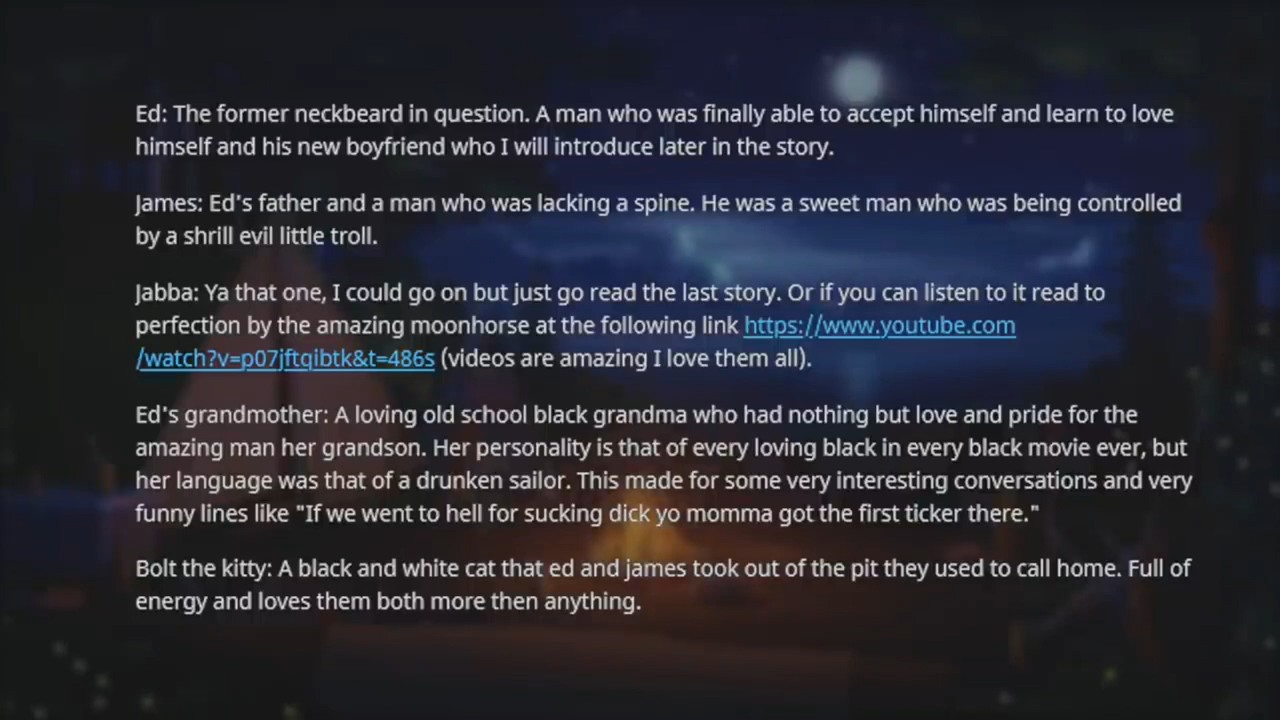 Ed: The former neckbeard in question. A man who was finally able to accept himself and learn to love
himself and his new boyfriend who I will introduce later in the story.
James: Ed's father and a man who was lacking a spine. He was a sweet man who was being controlled
by a shrill evil little troll.
Jabba: Ya that one, I could go on but just go read the last story. Or if you can listen to it read to
perfection by the amazing moonhorse at the following link https://www.youtube.com
/watch?v=p07jftqibtk&t=486s (videos are amazing I love them all).
Ed's grandmother: A loving old school black grandma who had nothing but love and pride for the
amazing man her grandson. Her personality is that of every loving black in every black movie ever, but
her language was that of a drunken sailor. This made for some very interesting conversations and very
funny lines like "If we went to hell for sucking dick yo momma got the first ticker there."
Bolt the kitty: A black and white cat that ed and james took out of the pit they used to call home. Full of
energy and loves them both more then anything.